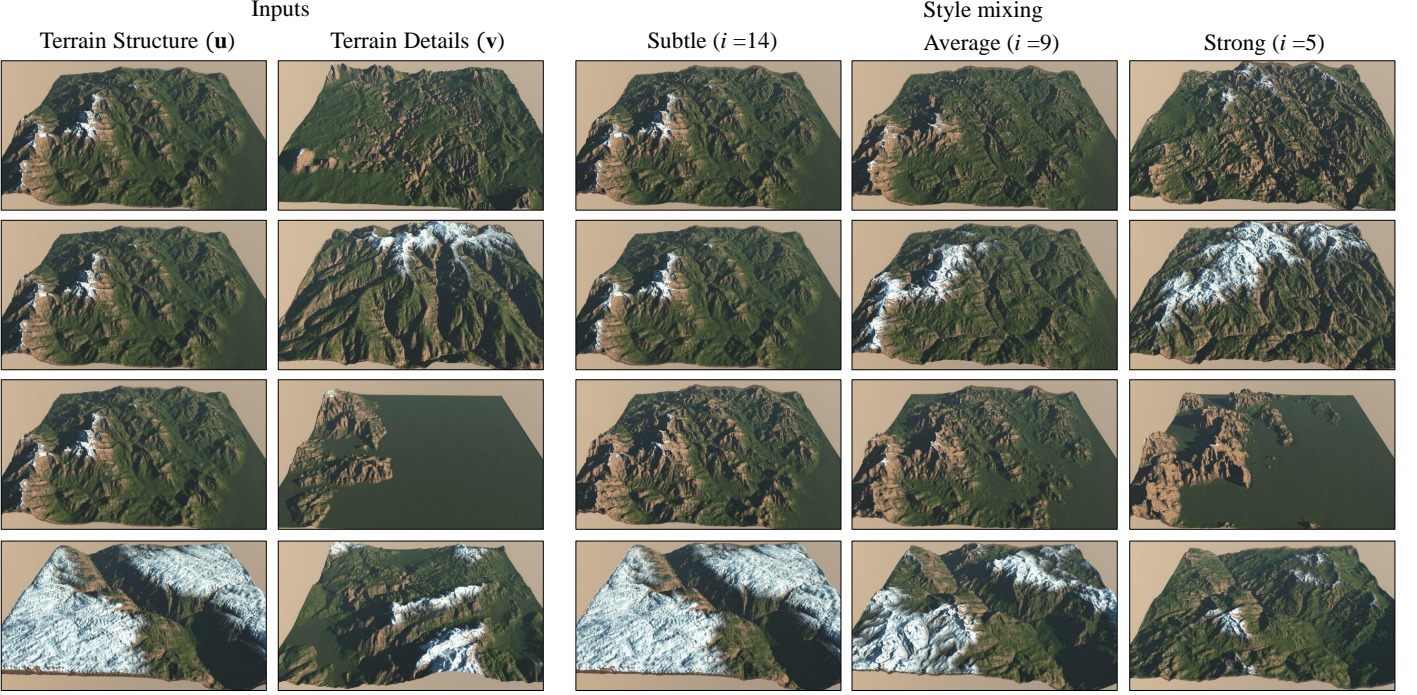 Inputs
Style mixing
Terrain Structure (u)
Terrain Details (v)
Subtle (i =14)
Average (i =9)
Strong (i =5)